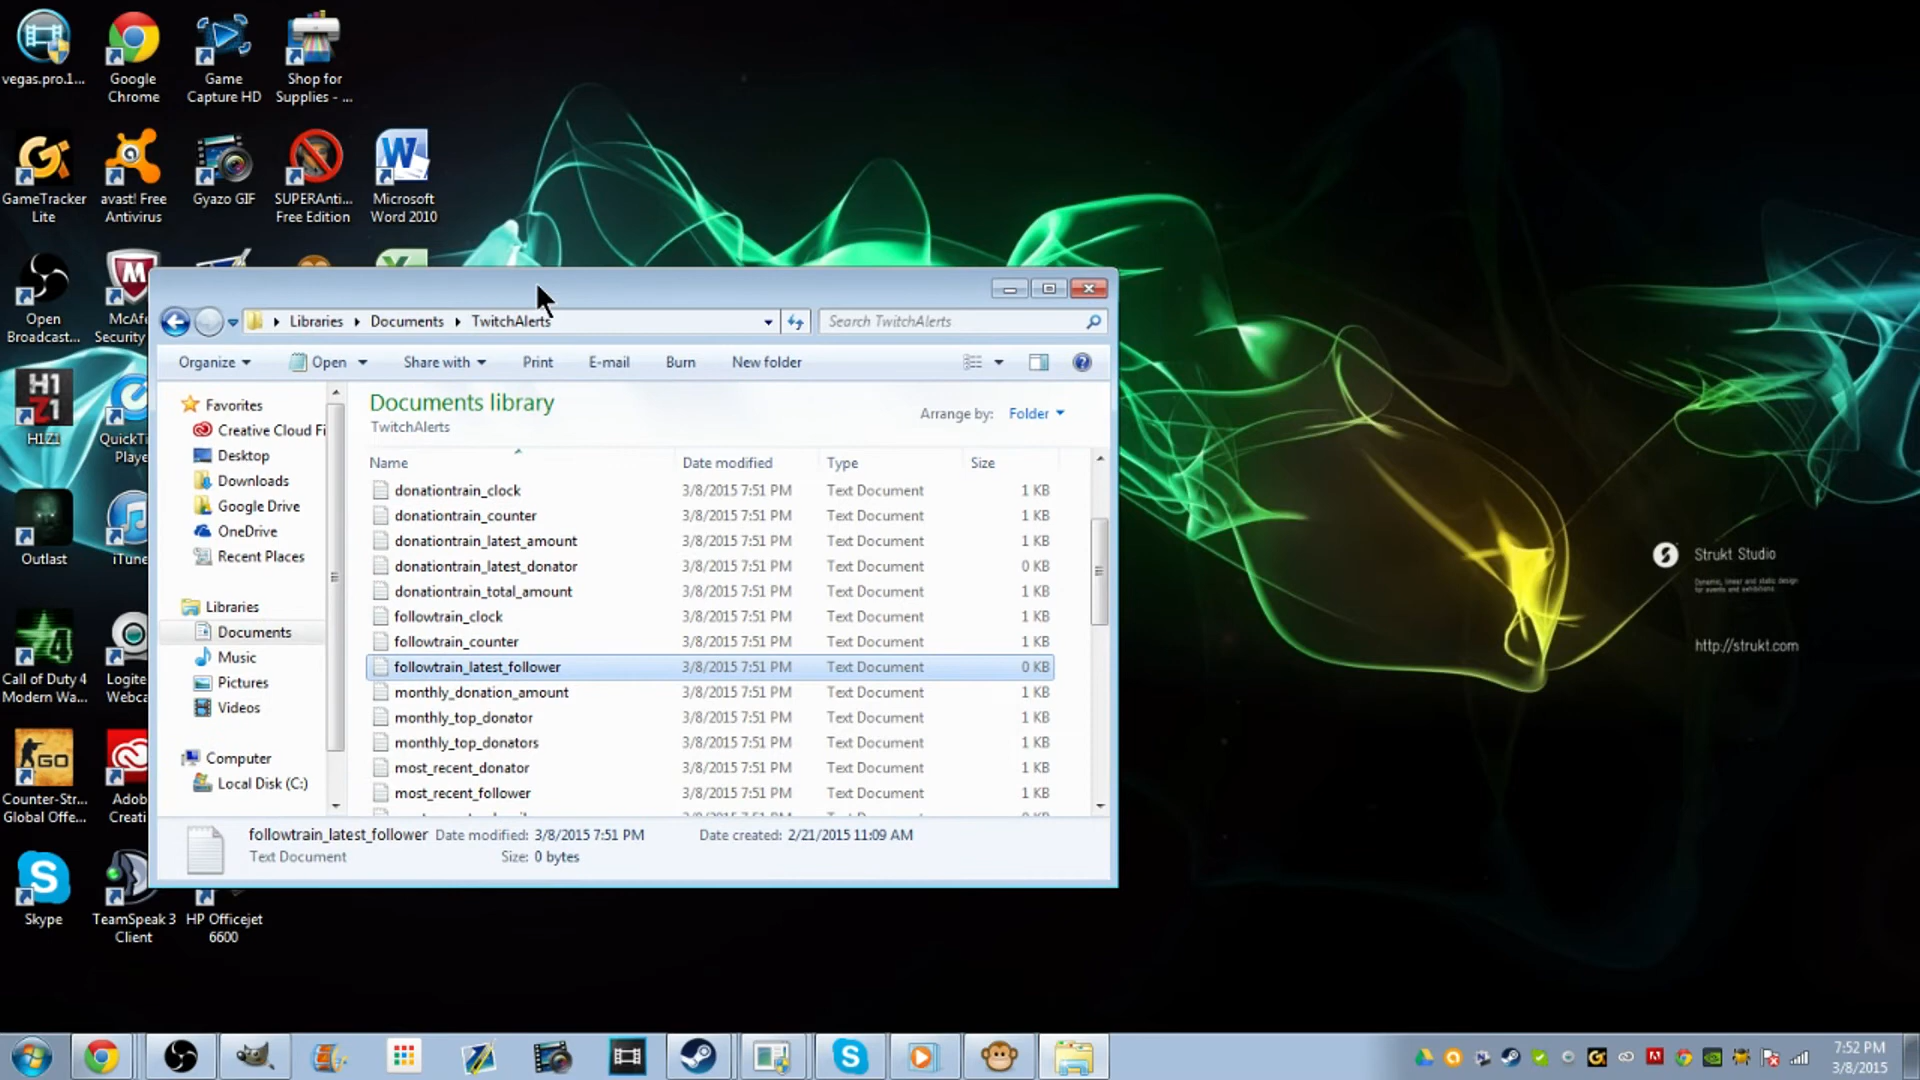 vegas.pro.1...
Google
Chrome
Game
Capture HD
Shop for
Supplies - ...
GameTracker
Lite
avast! Free
Antivirus
Gyazo GIF
SUPERAnti...
Free Edition
Microsoft
Word 2010
Open
Broadcast...
McAf
Security
H1Z1
QuickTi
Playe
Outlast
iTune
Call of Duty 4
Modern Wa...
Logite
Webca
Counter-Str...
Global Offe...
Adob
Creati
Skype
TeamSpeak 3
Client
HP Officejet
6600
Libraries
Documents
TwitchAlerts
Search TwitchAlerts
Organize
Open
Share with
Print
E-mail
Burn
New folder
Favorites
Creative Cloud Fi
Desktop
Downloads
Google Drive
OneDrive
Recent Places
Libraries
Documents
Music
Pictures
Videos
Computer
Local Disk (C:)
Documents library
TwitchAlerts
Arrange by: Folder
Name Date modified Type Size
donationtrain_clock 3/8/2015 7:51 PM Text Document 1 KB
donationtrain_counter 3/8/2015 7:51 PM Text Document 1 KB
donationtrain_latest_amount 3/8/2015 7:51 PM Text Document 1 KB
donationtrain_latest_donator 3/8/2015 7:51 PM Text Document 0 KB
donationtrain_total_amount 3/8/2015 7:51 PM Text Document 1 KB
followtrain_clock 3/8/2015 7:51 PM Text Document 1 KB
followtrain_counter 3/8/2015 7:51 PM Text Document 1 KB
followtrain_latest_follower 3/8/2015 7:51 PM Text Document 0 KB
monthly_donation_amount 3/8/2015 7:51 PM Text Document 1 KB
monthly_top_donator 3/8/2015 7:51 PM Text Document 1 KB
monthly_top_donators 3/8/2015 7:51 PM Text Document 1 KB
most_recent_donator 3/8/2015 7:51 PM Text Document 1 KB
most_recent_follower 3/8/2015 7:51 PM Text Document 1 KB
followtrain_latest_follower Date modified: 3/8/2015 7:51 PM Date created: 2/21/2015 11:09 AM
Text Document Size: 0 bytes
Strukt Studio
Dynamic, linear and static design
for events and exhibitions.
http://strukt.com
7:52 PM
3/8/2015